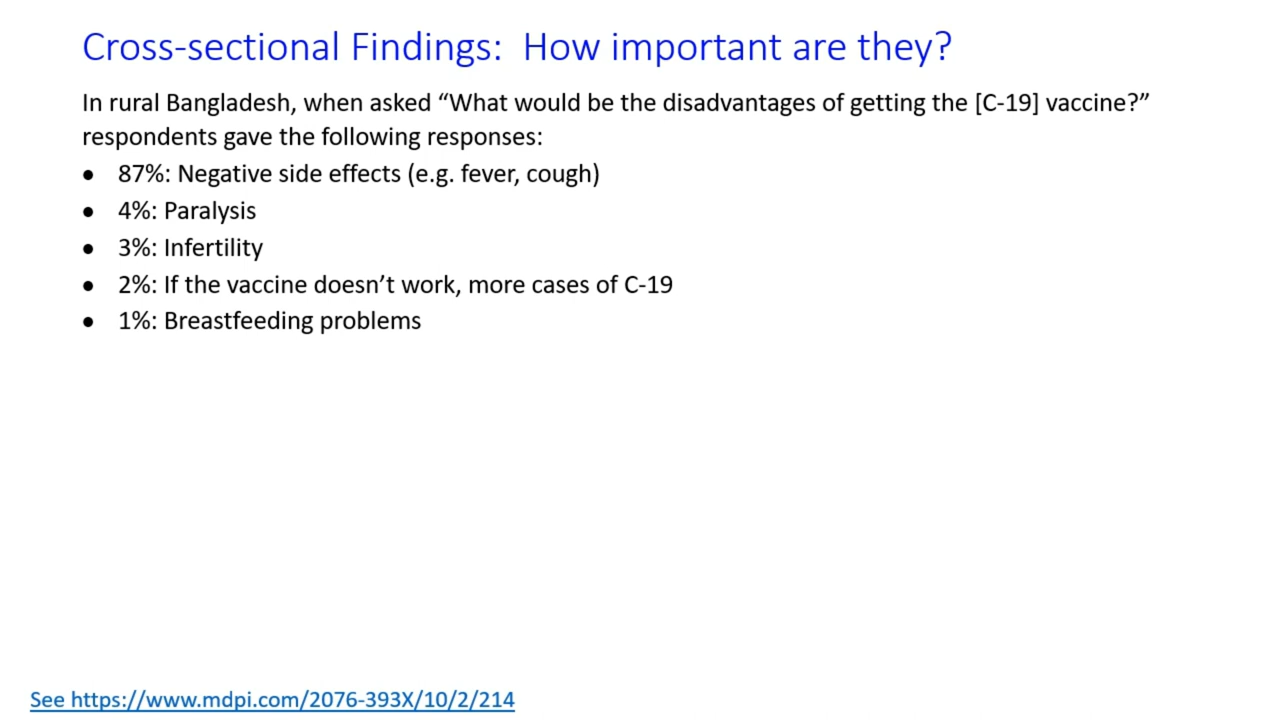 Cross-sectional Findings:  How important are they?
In rural Bangladesh, when asked “What would be the disadvantages of getting the [C-19] vaccine?”
respondents gave the following responses:
• 87%: Negative side effects (e.g. fever, cough)
• 4%: Paralysis
• 3%: Infertility
• 2%: If the vaccine doesn’t work, more cases of C-19
• 1%: Breastfeeding problems
See https://www.mdpi.com/2076-393X/10/2/214